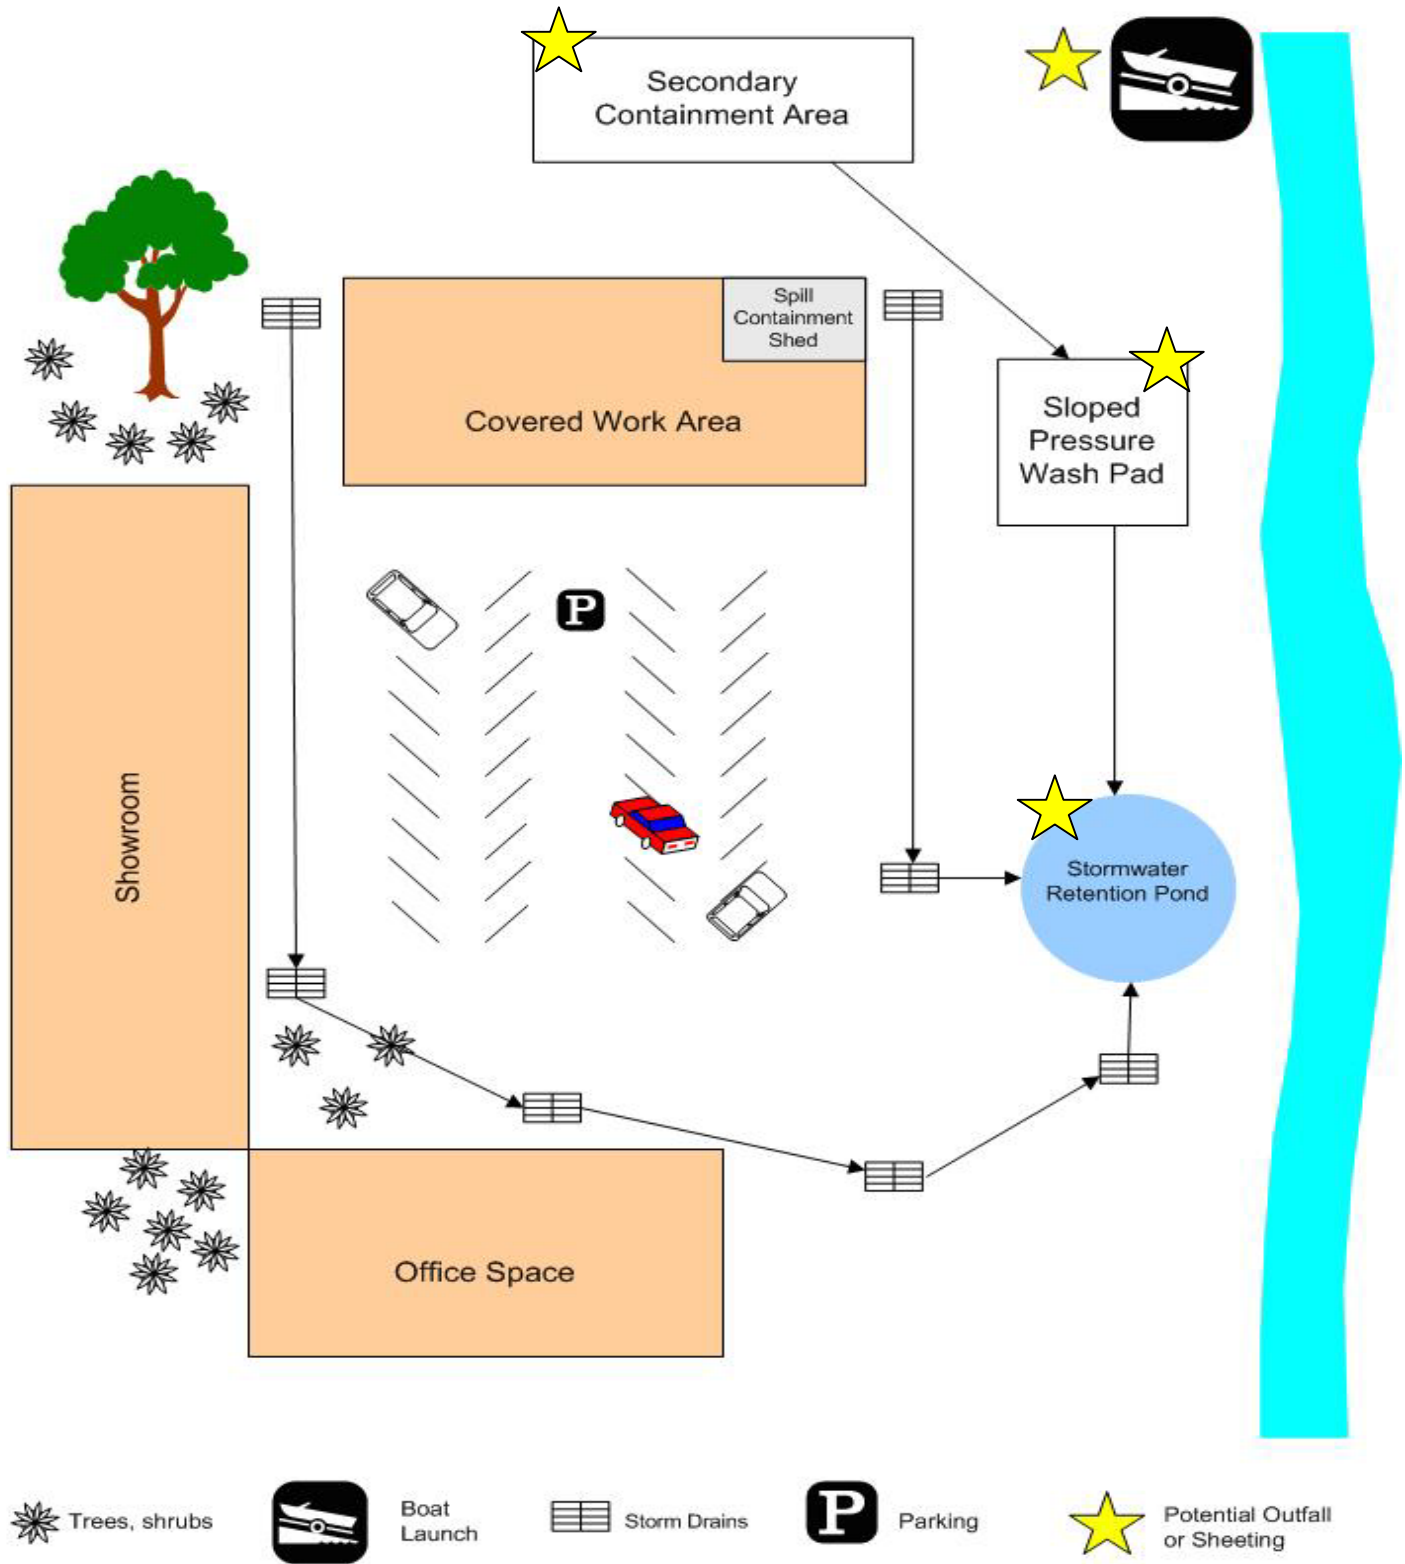 Secondary
Containment Area
Spill
Containment
Shed
Covered Work Area
Sloped
Pressure
Wash Pad
P
Showroom
Stormwater
Retention Pond
Office Space
Trees, shrubs
Boat
Launch
Storm Drains
P
Parking
Potential Outfall
or Sheeting